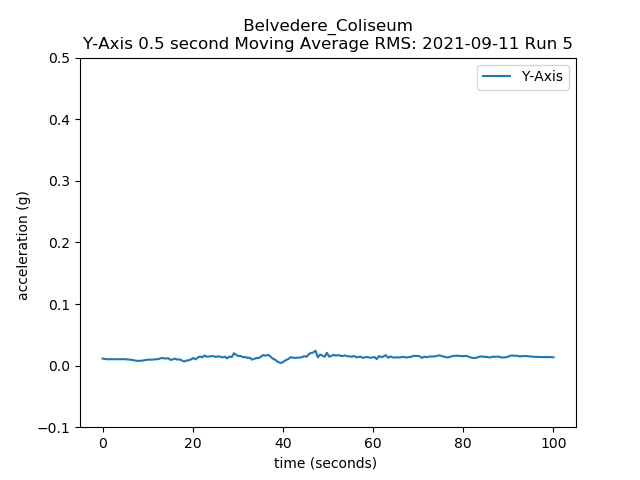 Belvedere_Coliseum
Y-Axis 0.5 second Moving Average RMS: 2021-09-11 Run 5
Y-Axis
0.5
0.4
0.3
0.2
0.1
0.0
−0.1
acceleration (g)
0 20 40 60 80 100
time (seconds)